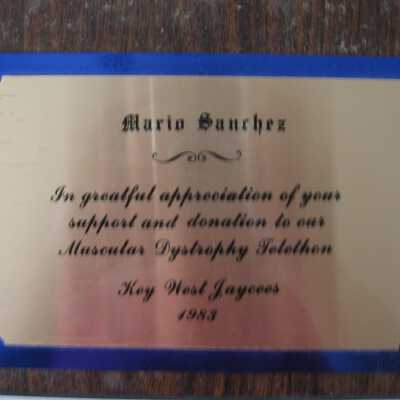 Mario Sanchez
In greatful appreciation of your
support and donation to our
Muscular Dystrophy Telethon
Key West Jaycees
1983